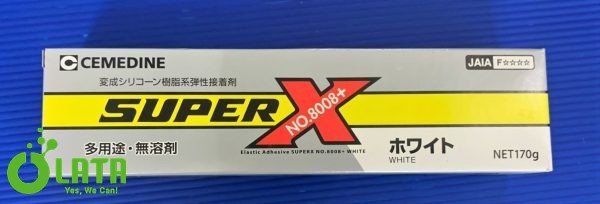 CEMEDINE
JAIA F☆☆☆☆
変成シリコーン樹脂系弾性接着剤
SUPER X
NO.8008+
多用途・無溶剤
Elastic Adhesive SUPERX NO.8008+ WHITE
ホワイト
WHITE
NET170g
OLATA
Yes, We Can!